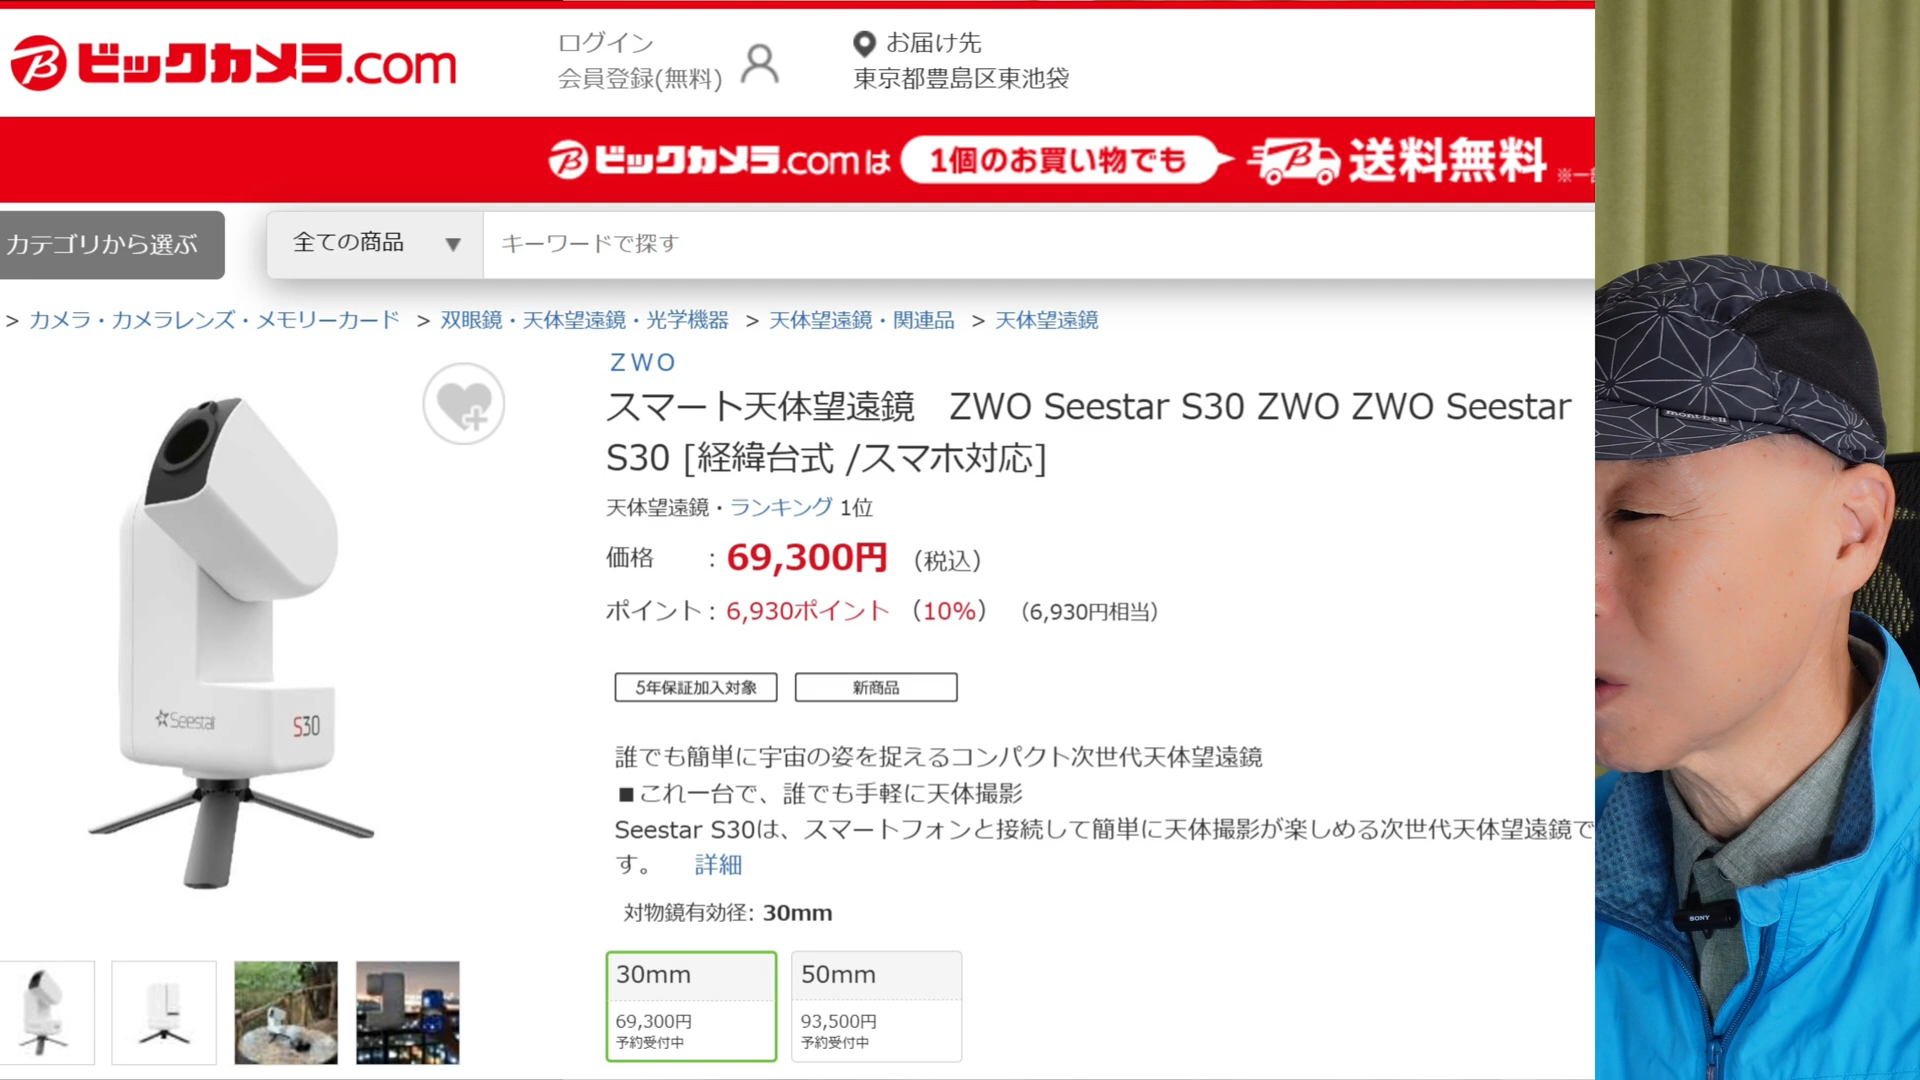 ビックカメラ.com
ログイン
会員登録(無料)
お届け先
東京都豊島区東池袋
ビックカメラ.comは 1個のお買い物でも 送料無料
カテゴリから選ぶ
全ての商品 ▼
キーワードで探す
> カメラ・カメラレンズ・メモリーカード > 双眼鏡・天体望遠鏡・光学機器 > 天体望遠鏡・関連品 > 天体望遠鏡
ZWO
スマート天体望遠鏡 ZWO Seestar S30 ZWO ZWO Seestar
S30 [経緯台式 /スマホ対応]
天体望遠鏡・ランキング 1位
価格 : 69,300円 (税込)
ポイント : 6,930ポイント (10%) (6,930円相当)
5年保証加入対象
新商品
誰でも簡単に宇宙の姿を捉えるコンパクト次世代天体望遠鏡
■これ一台で、誰でも手軽に天体撮影
Seestar S30は、スマートフォンと接続して簡単に天体撮影が楽しめる次世代天体望遠鏡で
す。 詳細
対物鏡有効径: 30mm
30mm
69,300円
予約受付中
50mm
93,500円
予約受付中
Seestar
S30
mont-bell
SONY